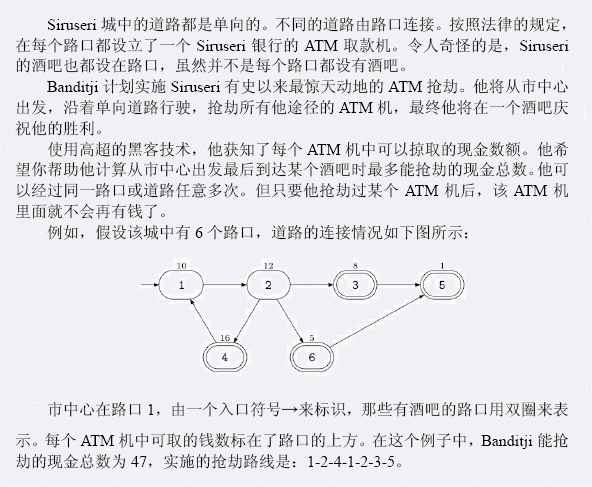 Siruseri 城中的道路都是单向的。不同的道路由路口连接。按照法律的规定，
在每个路口都设立了一个 Siruseri 银行的 ATM 取款机。令人奇怪的是，Siruseri
的酒吧也都设在路口，虽然并不是每个路口都设有酒吧。
Banditji 计划实施 Siruseri 有史以来最惊天动地的 ATM 抢劫。他将从市中心
出发，沿着单向道路行驶，抢劫所有他途径的 ATM 机，最终他将在一个酒吧庆
祝他的胜利。
使用高超的黑客技术，他获知了每个 ATM 机中可以掠取的现金数额。他希
望你帮助他计算从市中心出发最后到达某个酒吧时最多能抢劫的现金总数。他可
以经过同一路口或道路任意多次。但只要他抢劫过某个 ATM 机后，该 ATM 机
里面就不会再有钱了。
例如，假设该城中有 6 个路口，道路的连接情况如下图所示：
10 12 8 1
1 2 3 5
16 5
4 6
市中心在路口 1，由一个入口符号→来标识，那些有酒吧的路口用双圈来表
示。每个 ATM 机中可取的钱数标在了路口的上方。在这个例子中，Banditji 能抢
劫的现金总数为 47，实施的抢劫路线是：1-2-4-1-2-3-5。